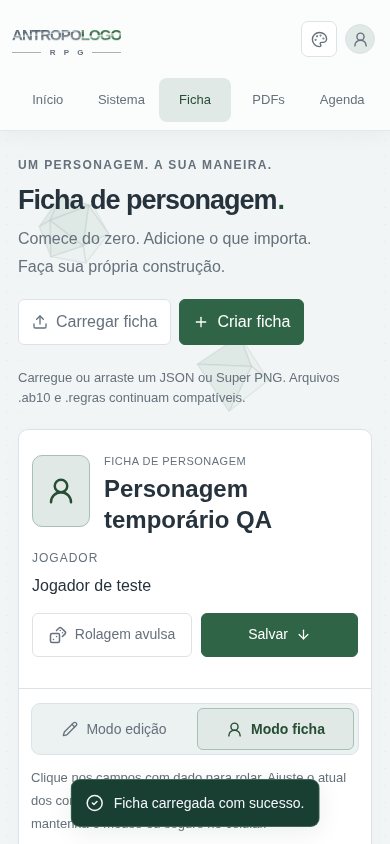 ANTROPOLOGO
R P G
Início Sistema Ficha PDFs Agenda
UM PERSONAGEM. A SUA MANEIRA.
Ficha de personagem.
Comece do zero. Adicione o que importa.
Faça sua própria construção.
Carregar ficha Criar ficha
Carregue ou arraste um JSON ou Super PNG. Arquivos
.ab10 e .regras continuam compatíveis.
FICHA DE PERSONAGEM
Personagem
temporário QA
JOGADOR
Jogador de teste
Rolagem avulsa Salvar
Modo edição Modo ficha
Clique nos campos com dado para rolar. Ajuste o atual
dos
Ficha carregada com sucesso.